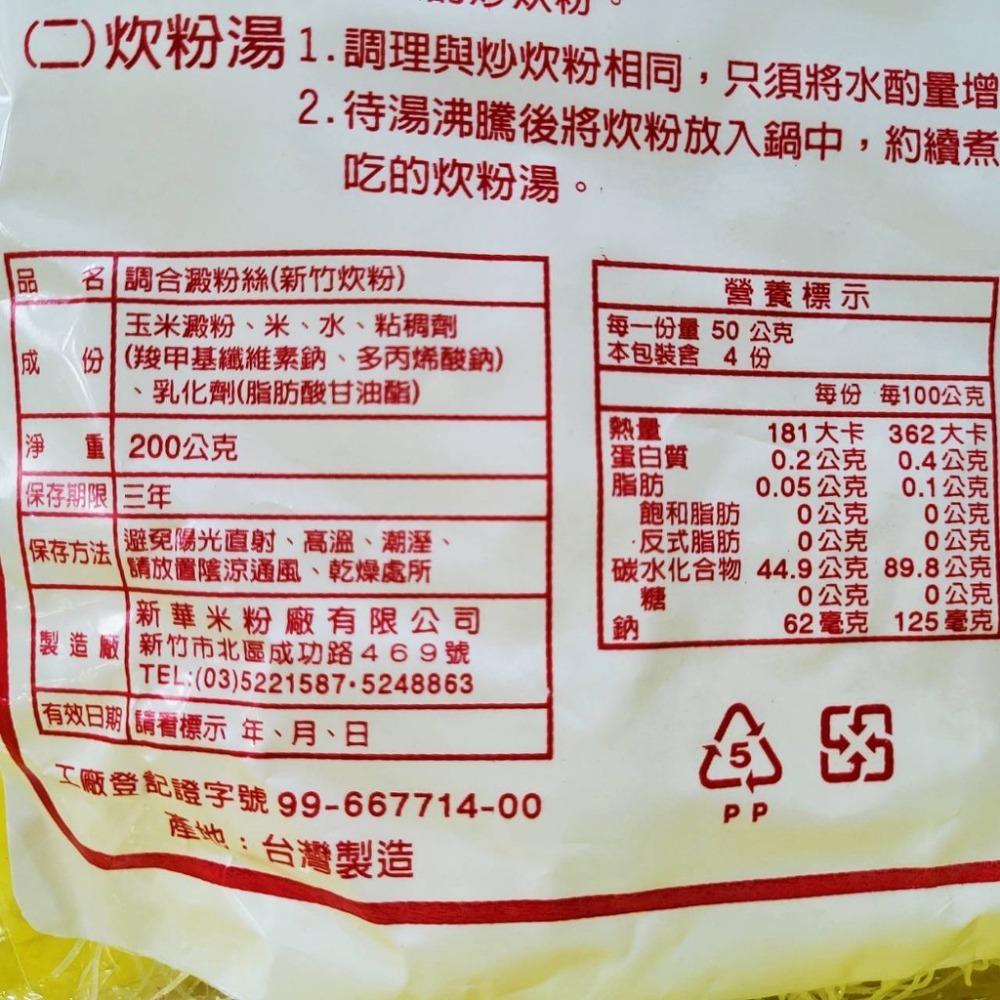 炊粉。
(二)炊粉湯 1.調理與炒炊粉相同，只須將水酌量增
2.待湯沸騰後將炊粉放入鍋中，約續煮
吃的炊粉湯。
品名 調合澱粉絲(新竹炊粉)
成份 玉米澱粉、米、水、粘稠劑
(羧甲基纖維素鈉、多丙烯酸鈉)
、乳化劑(脂肪酸甘油酯)
淨重 200公克
保存期限 三年
保存方法 避免陽光直射、高溫、潮溼、
請放置陰涼通風、乾燥處所
製造廠 新華米粉廠有限公司
新竹市北區成功路469號
TEL:(03)5221587·5248863
有效日期 請看標示 年、月、日
工廠登記證字號 99-667714-00
產地：台灣製造
營養標示
每一份量 50 公克
本包裝含 4 份
每份 每100公克
熱量 181大卡 362大卡
蛋白質 0.2公克 0.4公克
脂肪 0.05公克 0.1公克
飽和脂肪 0公克 0公克
反式脂肪 0公克 0公克
碳水化合物 44.9公克 89.8公克
糖 0公克 0公克
鈉 62毫克 125毫克
5
PP